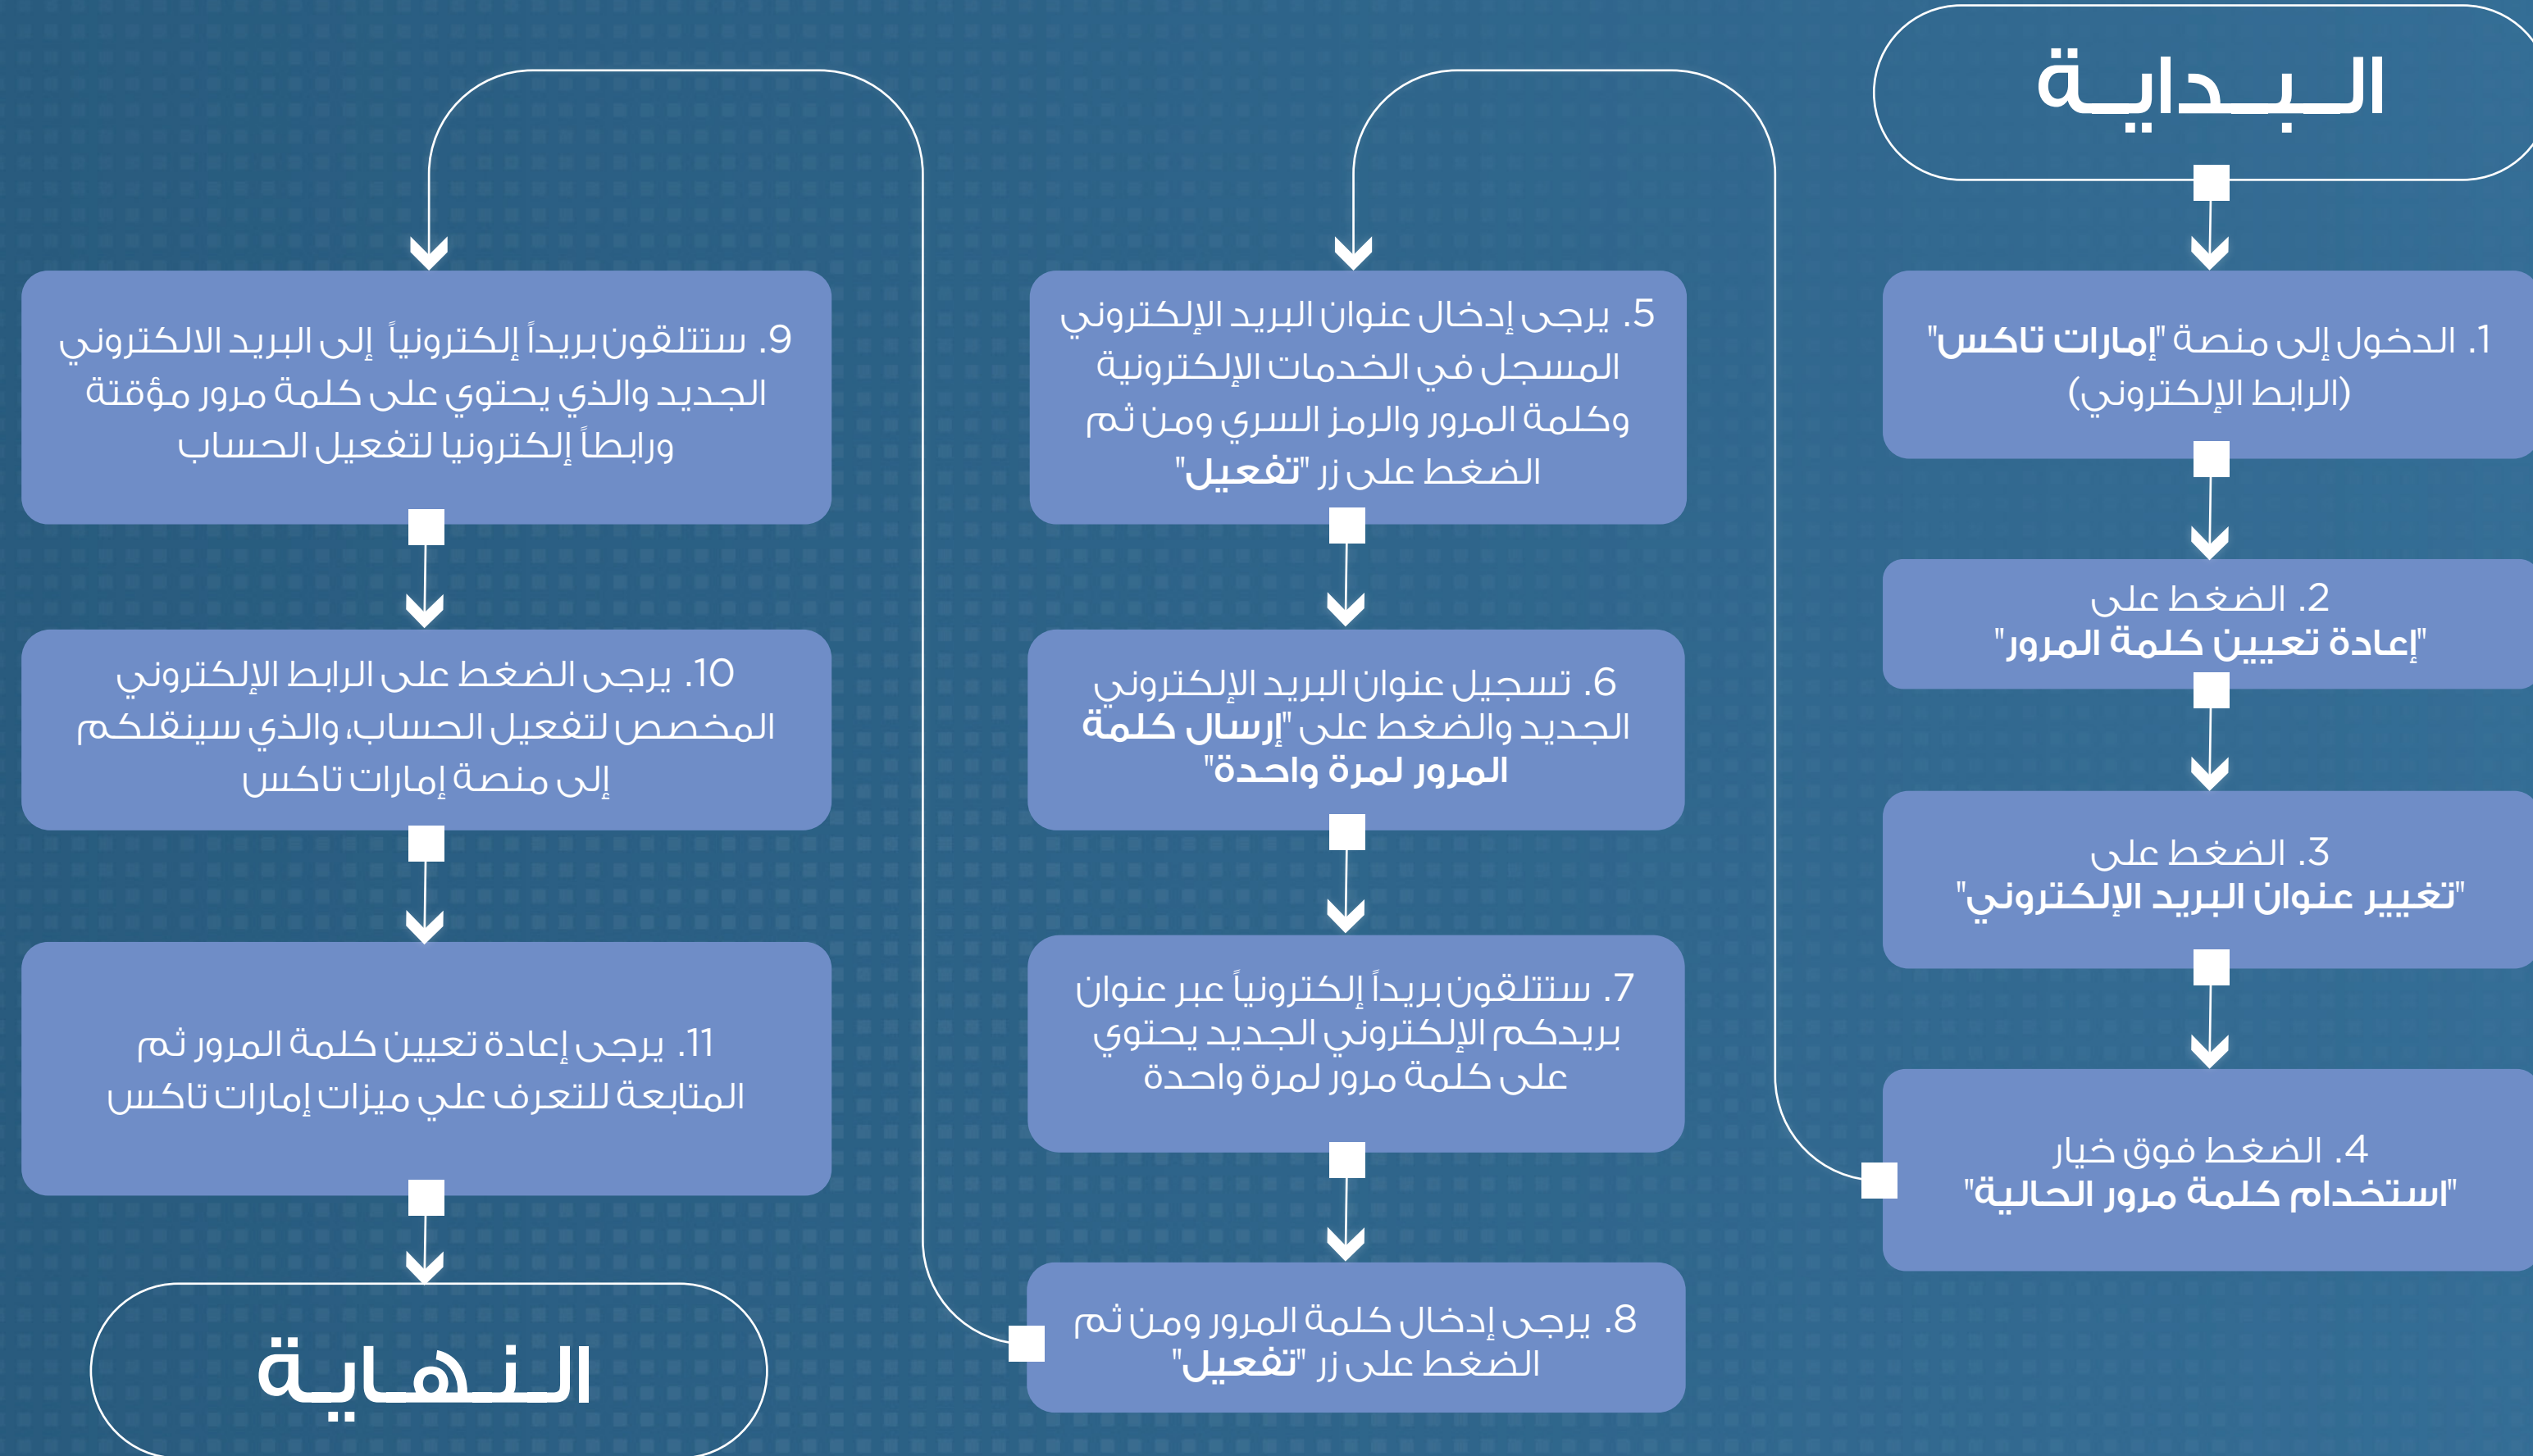 الـبـدايـة
1. الدخول إلى منصة "إمارات تاكس"
(الرابط الإلكتروني)
2. الضغط على
"إعادة تعيين كلمة المرور"
3. الضغط على
"تغيير عنوان البريد الإلكتروني"
4. الضغط فوق خيار
"استخدام كلمة مرور الحالية"
5. يرجى إدخال عنوان البريد الإلكتروني
المسجل في الخدمات الإلكترونية
وكلمة المرور والرمز السري ومن ثم
الضغط على زر "تفعيل"
6. تسجيل عنوان البريد الإلكتروني
الجديد والضغط على "إرسال كلمة
المرور لمرة واحدة"
7. ستتلقون بريداً إلكترونياً عبر عنوان
بريدكم الإلكتروني الجديد يحتوي
على كلمة مرور لمرة واحدة
8. يرجى إدخال كلمة المرور ومن ثم
الضغط على زر "تفعيل"
9. ستتلقون بريداً إلكترونياً إلى البريد الالكتروني
الجديد والذي يحتوي على كلمة مرور مؤقتة
ورابطاً إلكترونيا لتفعيل الحساب
10. يرجى الضغط على الرابط الإلكتروني
المخصص لتفعيل الحساب، والذي سينقلكم
إلى منصة إمارات تاكس
11. يرجى إعادة تعيين كلمة المرور ثم
المتابعة للتعرف علي ميزات إمارات تاكس
الـنـهـايـة